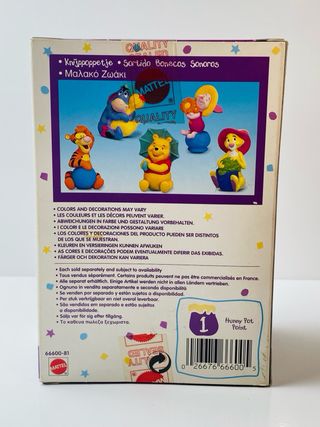 QUALITY
• Knijppoppetje • Sortido Bonecos Sonoros
• Μαλακό Ζωάκι
MATTEL
QUALITY
• COLORS AND DECORATIONS MAY VARY
• LES COULEURS ET LES DÉCORS PEUVENT VARIER.
• ABWEICHUNGEN IN FARBE UND GESTALTUNG VORBEHALTEN.
• I COLORI E LE DECORAZIONI POSSONO VARIARE
• LOS COLORES Y DECORACIONES DEL PRODUCTO PUEDEN SER DISTINTOS
DE LOS QUE SE MUESTRAN.
• KLEUREN EN VERSIERINGEN KUNNEN AFWIJKEN
• AS CORES E DECORAÇÕES PODEM EVENTUALMENTE DIFERIR DAS EXIBIDAS.
• FÄRGER OCH DEKORATION KAN VARIERA
• Each sold separately and subject to availability
• Tous vendus séparément. Certains produits peuvent ne pas être commercialisés en France.
• Alle separat erhältlich. Einige Artikel werden nicht in allen Ländern vertrieben.
• Ognuno in vendita separatamente e secondo disponibilità.
• Se venden por separado y están sujetos a disponibilidad.
• Per stuk verkrijgbaar en niet overal leverbaar
• São vendidos em separado e estão sujeitos
a disponibilidade.
• Säljs var för sig efter tillgång.
• Το καθένα πωλείται ξεχωριστά.
66600-81
MATTEL
1
Hunny Pot
Point
0 26676 66600 5